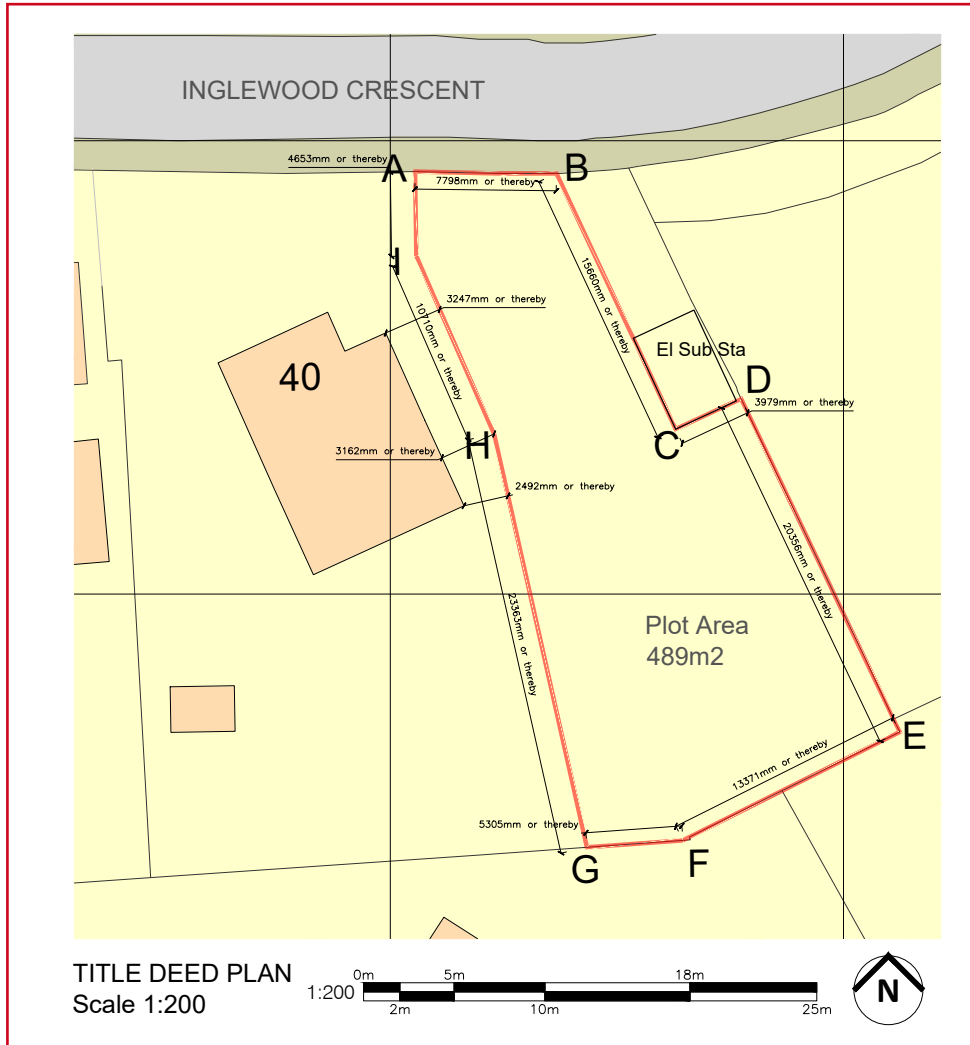 INGLEWOOD CRESCENT
4653mm or thereby
A
B
7798mm or thereby
I
15660mm or thereby
10710mm or thereby
3247mm or thereby
El Sub Sta
40
D
3979mm or thereby
C
H
3162mm or thereby
2492mm or thereby
20356mm or thereby
23363mm or thereby
Plot Area
489m2
E
13371mm or thereby
5305mm or thereby
G
F
TITLE DEED PLAN
Scale 1:200
1:200
0m 5m 18m
2m 10m 25m
N